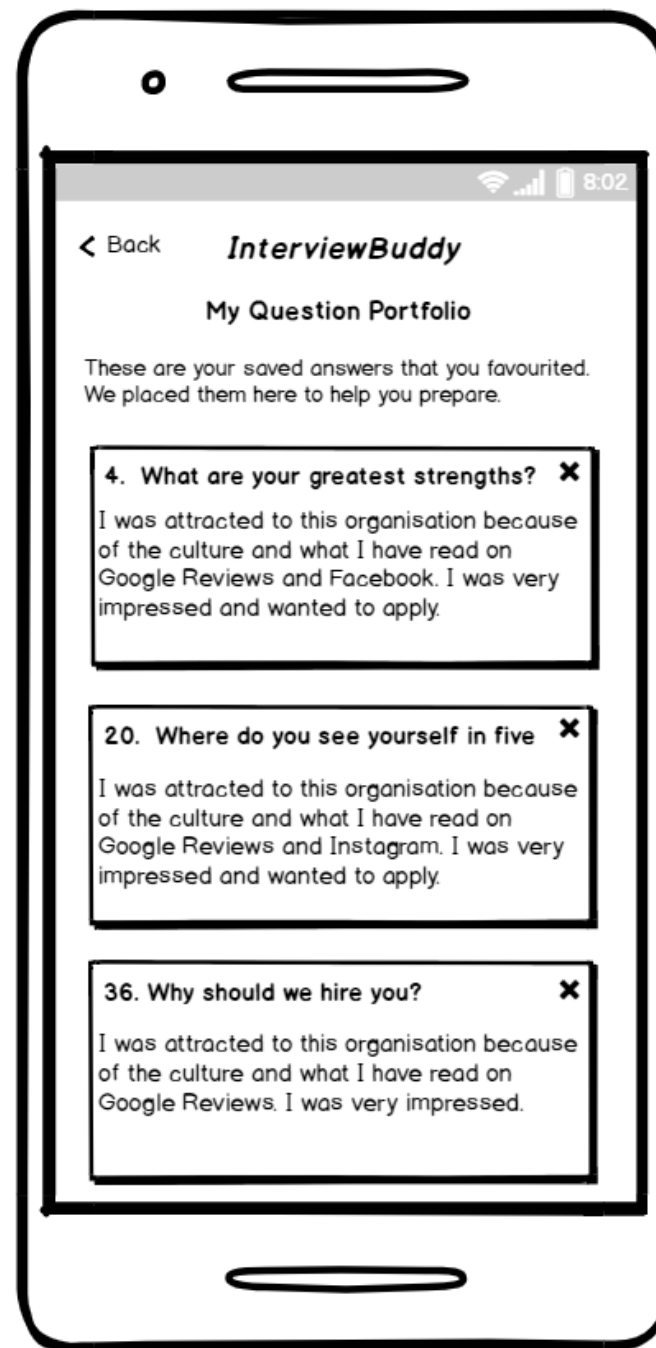 8:02
Back
InterviewBuddy
My Question Portfolio
These are your saved answers that you favourited.
We placed them here to help you prepare.
4. What are your greatest strengths?
I was attracted to this organisation because
of the culture and what I have read on
Google Reviews and Facebook. I was very
impressed and wanted to apply.
20. Where do you see yourself in five
I was attracted to this organisation because
of the culture and what I have read on
Google Reviews and Instagram. I was very
impressed and wanted to apply.
36. Why should we hire you?
I was attracted to this organisation because
of the culture and what I have read on
Google Reviews. I was very impressed.